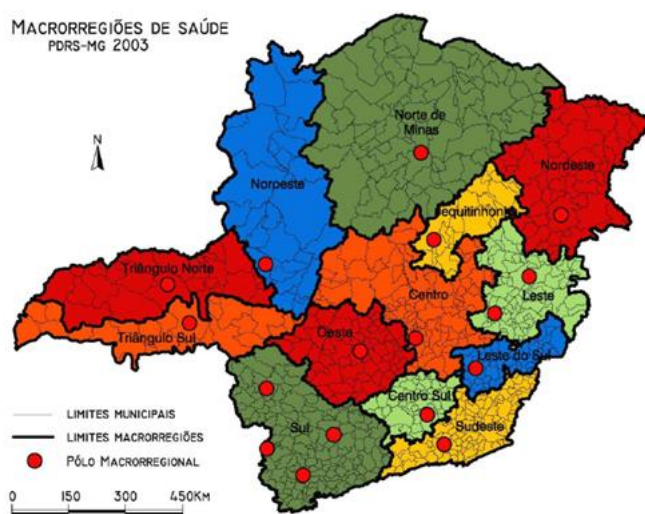 MACRORREGIÕES DE SAÚDE
PDRS-MG 2003
N
Norte de
Minas
Nordeste
Noroeste
Jequitinhonha
Triângulo Norte
Centro
Leste
Triângulo Sul
Oeste
Leste do Sul
Centro Sul
Sudeste
Sul
LIMITES MUNICIPAIS
LIMITES MACRORREGIÕES
PÓLO MACRORREGIONAL
0 150 300 450KM